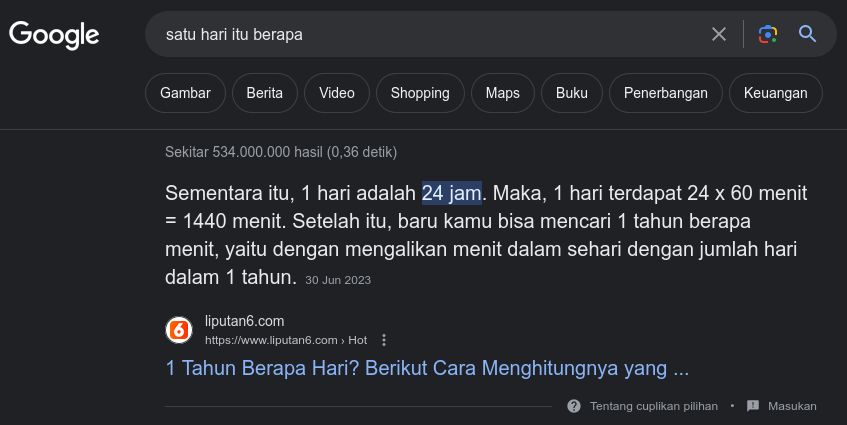 Google
satu hari itu berapa
Gambar
Berita
Video
Shopping
Maps
Buku
Penerbangan
Keuangan
Sekitar 534.000.000 hasil (0,36 detik)
Sementara itu, 1 hari adalah 24 jam. Maka, 1 hari terdapat 24 x 60 menit
= 1440 menit. Setelah itu, baru kamu bisa mencari 1 tahun berapa
menit, yaitu dengan mengalikan menit dalam sehari dengan jumlah hari
dalam 1 tahun. 30 Jun 2023
liputan6.com
https://www.liputan6.com › Hot
1 Tahun Berapa Hari? Berikut Cara Menghitungnya yang ...
Tentang cuplikan pilihan • Masukan